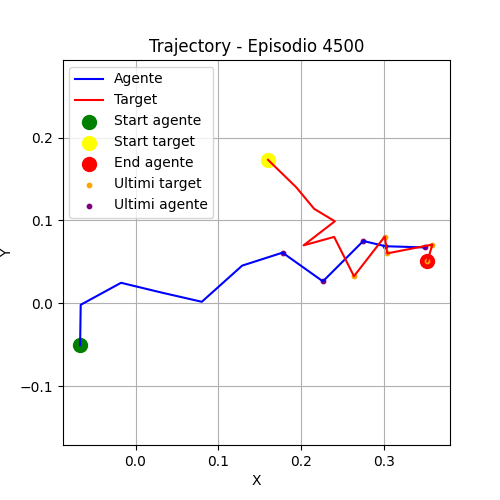 Trajectory - Episodio 4500
Agente
Target
Start agente
Start target
End agente
Ultimi target
Ultimi agente
0.2
0.1
0.0
−0.1
Y
0.0
0.1
0.2
0.3
X